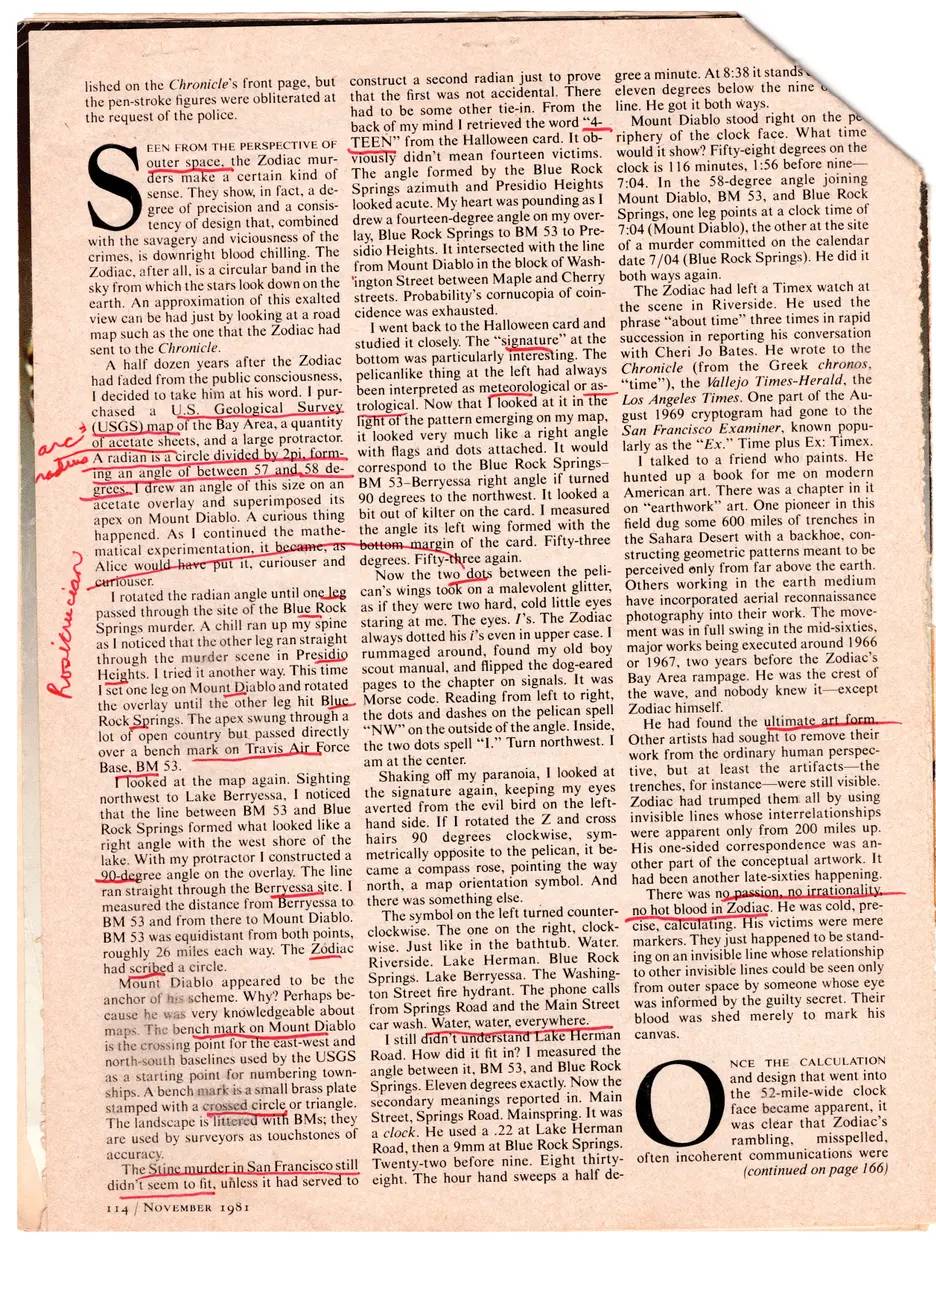 lished on the Chronicle's front page, but
the pen-stroke figures were obliterated at
the request of the police.
SEEN FROM THE PERSPECTIVE OF
outer space, the Zodiac mur-
ders make a certain kind of
sense. They show, in fact, a de-
gree of precision and a consis-
tency of design that, combined
with the savagery and viciousness of the
crimes, is downright blood chilling. The
Zodiac, after all, is a circular band in the
sky from which the stars look down on the
earth. An approximation of this exalted
view can be had just by looking at a road
map such as the one that the Zodiac had
sent to the Chronicle.
A half dozen years after the Zodiac
had faded from the public consciousness,
I decided to take him at his word. I pur-
chased a U.S. Geological Survey
(USGS) map of the Bay Area, a quantity
of acetate sheets, and a large protractor.
A radian is a circle divided by 2pi, form-
ing an angle of between 57 and 58 de-
grees. I drew an angle of this size on an
acetate overlay and superimposed its
apex on Mount Diablo. A curious thing
happened. As I continued the mathe-
matical experimentation, it became, as
Alice would have put it, curiouser and
curiouser.
I rotated the radian angle until one leg
passed through the site of the Blue Rock
Springs murder. A chill ran up my spine
as I noticed that the other leg ran straight
through the murder scene in Presidio
Heights. I tried it another way. This time
I set one leg on Mount Diablo and rotated
the overlay until the other leg hit Blue
Rock Springs. The apex swung through a
lot of open country but passed directly
over a bench mark on Travis Air Force
Base, BM 53.
I looked at the map again. Sighting
northwest to Lake Berryessa, I noticed
that the line between BM 53 and Blue
Rock Springs formed what looked like a
right angle with the west shore of the
lake. With my protractor I constructed a
90-degree angle on the overlay. The line
ran straight through the Berryessa site. I
measured the distance from Berryessa to
BM 53 and from there to Mount Diablo.
BM 53 was equidistant from both points,
roughly 26 miles each way. The Zodiac
had scribed a circle.
Mount Diablo appeared to be the
anchor of his scheme. Why? Perhaps be-
cause he was very knowledgeable about
maps. The bench mark on Mount Diablo
is the crossing point for the east-west and
north-south baselines used by the USGS
as a starting point for numbering town-
ships. A bench mark is a small brass plate
stamped with a crossed circle or triangle.
The landscape is littered with BMs; they
are used by surveyors as touchstones of
accuracy.
The Stine murder in San Francisco still
didn't seem to fit, unless it had served to
arc
radius
Rosicrucian
114 / NOVEMBER 1981
construct a second radian just to prove
that the first was not accidental. There
had to be some other tie-in. From the
back of my mind I retrieved the word "4-
TEEN" from the Halloween card. It ob-
viously didn't mean fourteen victims.
The angle formed by the Blue Rock
Springs azimuth and Presidio Heights
looked acute. My heart was pounding as I
drew a fourteen-degree angle on my over-
lay, Blue Rock Springs to BM 53 to Pre-
sidio Heights. It intersected with the line
from Mount Diablo in the block of Wash-
ington Street between Maple and Cherry
streets. Probability's cornucopia of coin-
cidence was exhausted.
I went back to the Halloween card and
studied it closely. The "signature" at the
bottom was particularly interesting. The
pelicanlike thing at the left had always
been interpreted as meteorological or as-
trological. Now that I looked at it in the
light of the pattern emerging on my map,
it looked very much like a right angle
with flags and dots attached. It would
correspond to the Blue Rock Springs–
BM 53–Berryessa right angle if turned
90 degrees to the northwest. It looked a
bit out of kilter on the card. I measured
the angle its left wing formed with the
bottom margin of the card. Fifty-three
degrees. Fifty-three again.
Now the two dots between the peli-
can's wings took on a malevolent glitter,
as if they were two hard, cold little eyes
staring at me. The eyes. I's. The Zodiac
always dotted his i's even in upper case. I
rummaged around, found my old boy
scout manual, and flipped the dog-eared
pages to the chapter on signals. It was
Morse code. Reading from left to right,
the dots and dashes on the pelican spell
"NW" on the outside of the angle. Inside,
the two dots spell "I." Turn northwest. I
am at the center.
Shaking off my paranoia, I looked at
the signature again, keeping my eyes
averted from the evil bird on the left-
hand side. If I rotated the Z and cross
hairs 90 degrees clockwise, sym-
metrically opposite to the pelican, it be-
came a compass rose, pointing the way
north, a map orientation symbol. And
there was something else.
The symbol on the left turned counter-
clockwise. The one on the right, clock-
wise. Just like in the bathtub. Water.
Riverside. Lake Herman. Blue Rock
Springs. Lake Berryessa. The Washing-
ton Street fire hydrant. The phone calls
from Springs Road and the Main Street
car wash. Water, water, everywhere.
I still didn't understand Lake Herman
Road. How did it fit in? I measured the
angle between it, BM 53, and Blue Rock
Springs. Eleven degrees exactly. Now the
secondary meanings reported in. Main
Street, Springs Road. Mainspring. It was
a clock. He used a .22 at Lake Herman
Road, then a 9mm at Blue Rock Springs.
Twenty-two before nine. Eight thirty-
eight. The hour hand sweeps a half de-
gree a minute. At 8:38 it stands
eleven degrees below the nine
line. He got it both ways.
Mount Diablo stood right on the pe-
riphery of the clock face. What time
would it show? Fifty-eight degrees on the
clock is 116 minutes, 1:56 before nine—
7:04. In the 58-degree angle joining
Mount Diablo, BM 53, and Blue Rock
Springs, one leg points at a clock time of
7:04 (Mount Diablo), the other at the site
of a murder committed on the calendar
date 7/04 (Blue Rock Springs). He did it
both ways again.
The Zodiac had left a Timex watch at
the scene in Riverside. He used the
phrase "about time" three times in rapid
succession in reporting his conversation
with Cheri Jo Bates. He wrote to the
Chronicle (from the Greek chronos,
"time"), the Vallejo Times-Herald, the
Los Angeles Times. One part of the Au-
gust 1969 cryptogram had gone to the
San Francisco Examiner, known popu-
larly as the "Ex." Time plus Ex: Timex.
I talked to a friend who paints. He
hunted up a book for me on modern
American art. There was a chapter in it
on "earthwork" art. One pioneer in this
field dug some 600 miles of trenches in
the Sahara Desert with a backhoe, con-
structing geometric patterns meant to be
perceived only from far above the earth.
Others working in the earth medium
have incorporated aerial reconnaissance
photography into their work. The move-
ment was in full swing in the mid-sixties,
major works being executed around 1966
or 1967, two years before the Zodiac's
Bay Area rampage. He was the crest of
the wave, and nobody knew it—except
Zodiac himself.
He had found the ultimate art form.
Other artists had sought to remove their
work from the ordinary human perspec-
tive, but at least the artifacts—the
trenches, for instance—were still visible.
Zodiac had trumped them all by using
invisible lines whose interrelationships
were apparent only from 200 miles up.
His one-sided correspondence was an-
other part of the conceptual artwork. It
had been another late-sixties happening.
There was no passion, no irrationality,
no hot blood in Zodiac. He was cold, pre-
cise, calculating. His victims were mere
markers. They just happened to be stand-
ing on an invisible line whose relationship
to other invisible lines could be seen only
from outer space by someone whose eye
was informed by the guilty secret. Their
blood was shed merely to mark his
canvas.
ONCE THE CALCULATION
and design that went into
the 52-mile-wide clock
face became apparent, it
was clear that Zodiac's
rambling, misspelled,
often incoherent communications were
(continued on page 166)